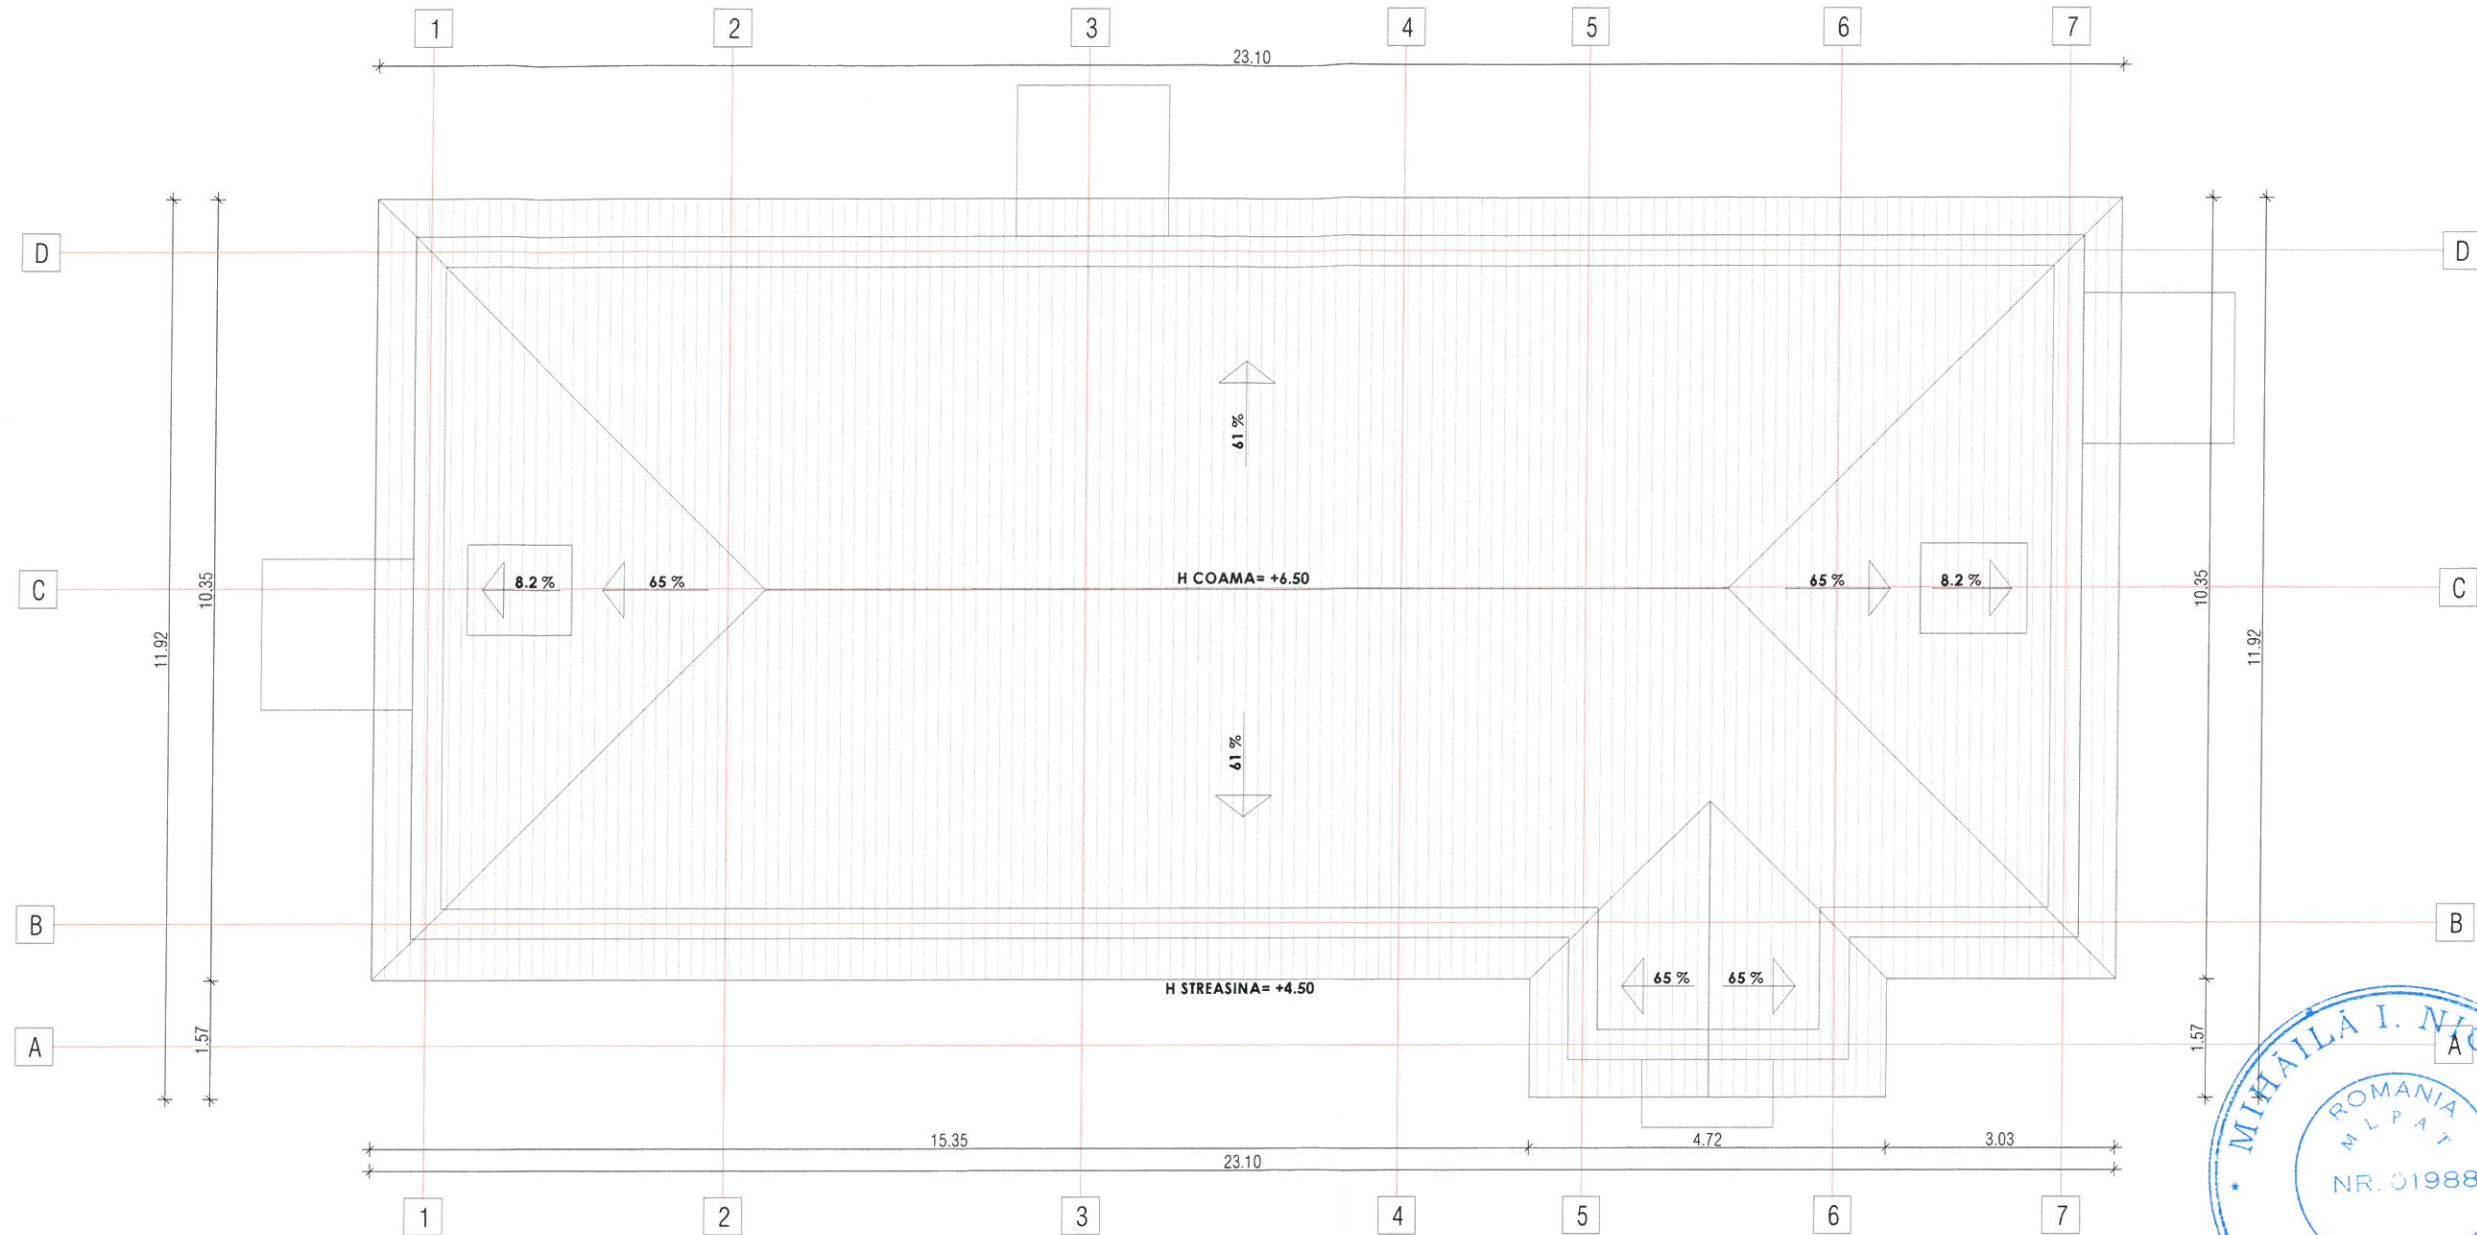 1 2 3 4 5 6 7
23.10
D D
8.2 % 65 % 61 % H COAMA= +6.50 65 % 8.2 %
C C
10.35 10.35
11.92 11.92
61 %
B B
65 % 65 %
H STREASINA= +4.50
A A
1.57 1.57
15.35 4.72 3.03
23.10
1 2 3 4 5 6 7
* MIHĂILĂ I.
ROMANIA
M L P A T
NR. 01988